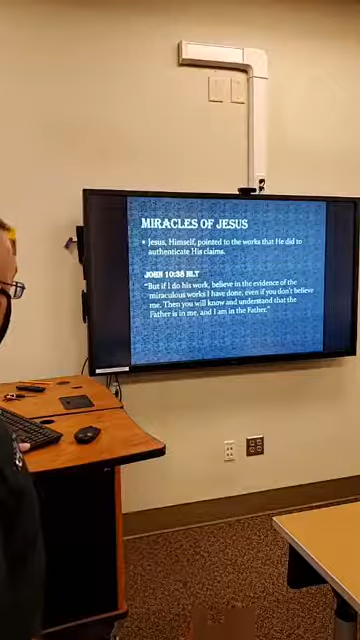 MIRACLES OF JESUS
• Jesus, Himself, pointed to the works that He did to
authenticate His claims.
JOHN 10:38 NLT
"But if I do his work, believe in the evidence of the
miraculous works I have done, even if you don't believe
me. Then you will know and understand that the
Father is in me, and I am in the Father."